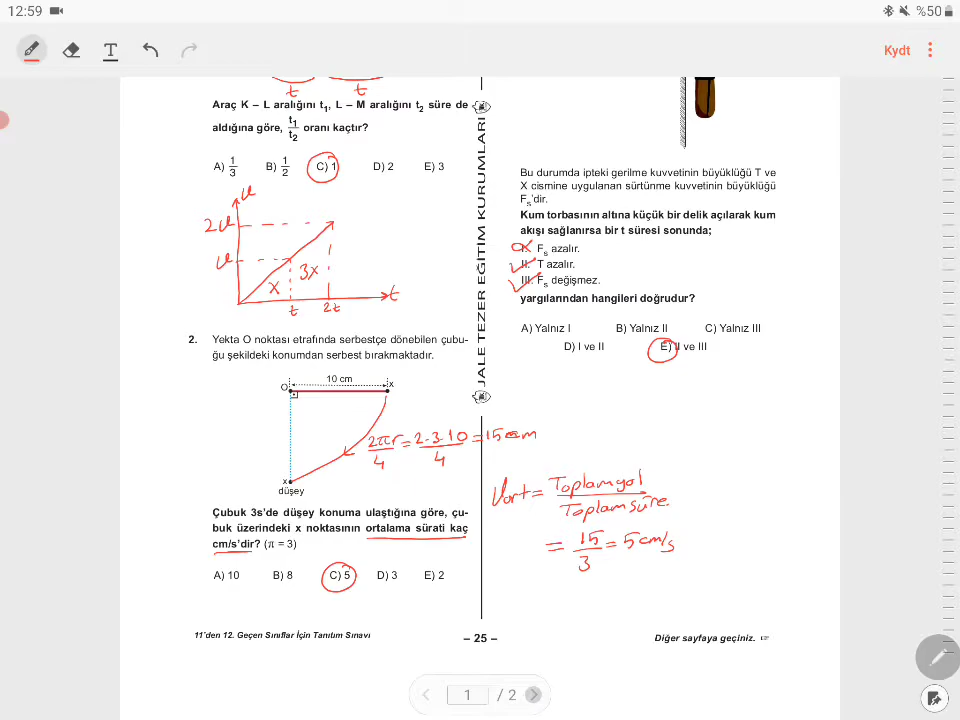 12:59
%50
T
Kydt
t
t
Araç K – L aralığını t1, L – M aralığını t2 süre de
aldığına göre, t1/t2 oranı kaçtır?
A) 1/3 B) 1/2 C) 1 D) 2 E) 3
v
2v
v
x
3x
t
t
2t
2. Yekta O noktası etrafında serbestçe dönebilen çubu-
ğu şekildeki konumdan serbest bırakmaktadır.
10 cm
O
x
x
düşey
2πr/4 = 2·3·10/4 = 15 cm
Çubuk 3s'de düşey konuma ulaştığına göre, çu-
buk üzerindeki x noktasının ortalama sürati kaç
cm/s'dir? (π = 3)
A) 10 B) 8 C) 5 D) 3 E) 2
JALE TEZER EĞİTİM KURUMLARI
Bu durumda ipteki gerilme kuvvetinin büyüklüğü T ve
X cismine uygulanan sürtünme kuvvetinin büyüklüğü
Fs'dir.
Kum torbasının altına küçük bir delik açılarak kum
akışı sağlanırsa bir t süresi sonunda;
I. Fs azalır.
II. T azalır.
III. Fs değişmez.
yargılarından hangileri doğrudur?
A) Yalnız I B) Yalnız II C) Yalnız III
D) I ve II E) II ve III
Vort = Toplam yol / Toplam süre
= 15/3 = 5 cm/s
11'den 12. Geçen Sınıflar İçin Tanıtım Sınavı
– 25 –
Diğer sayfaya geçiniz.
1 / 2